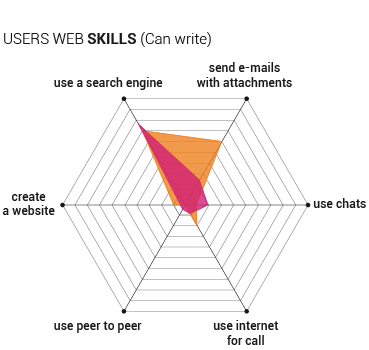 USERS WEB SKILLS (Can write)
send e-mails
with attachments
use a search engine
create
a website
use chats
use peer to peer
use internet
for call